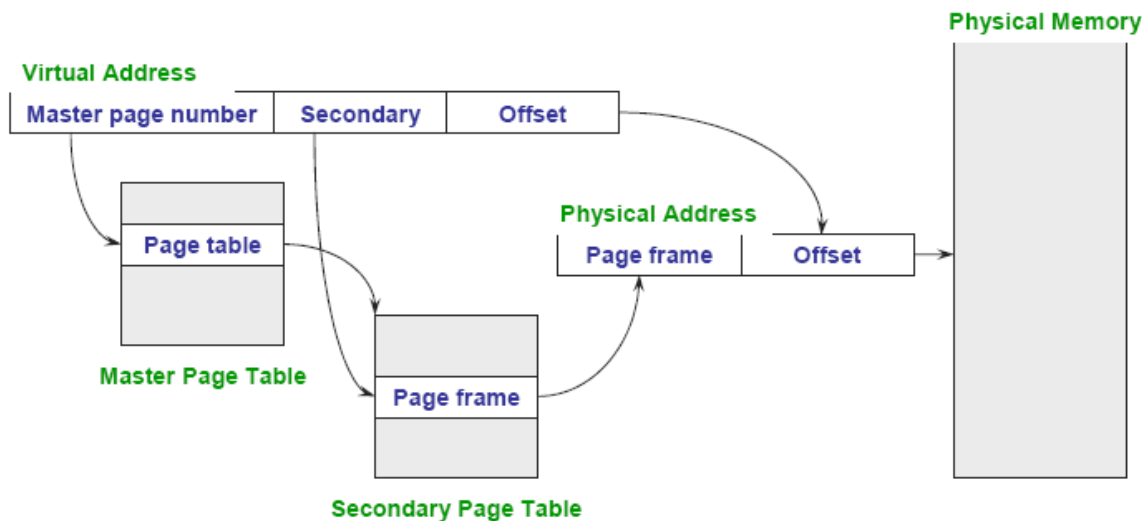 Physical Memory
Virtual Address
Master page number
Secondary
Offset
Physical Address
Page table
Page frame
Offset
Master Page Table
Page frame
Secondary Page Table